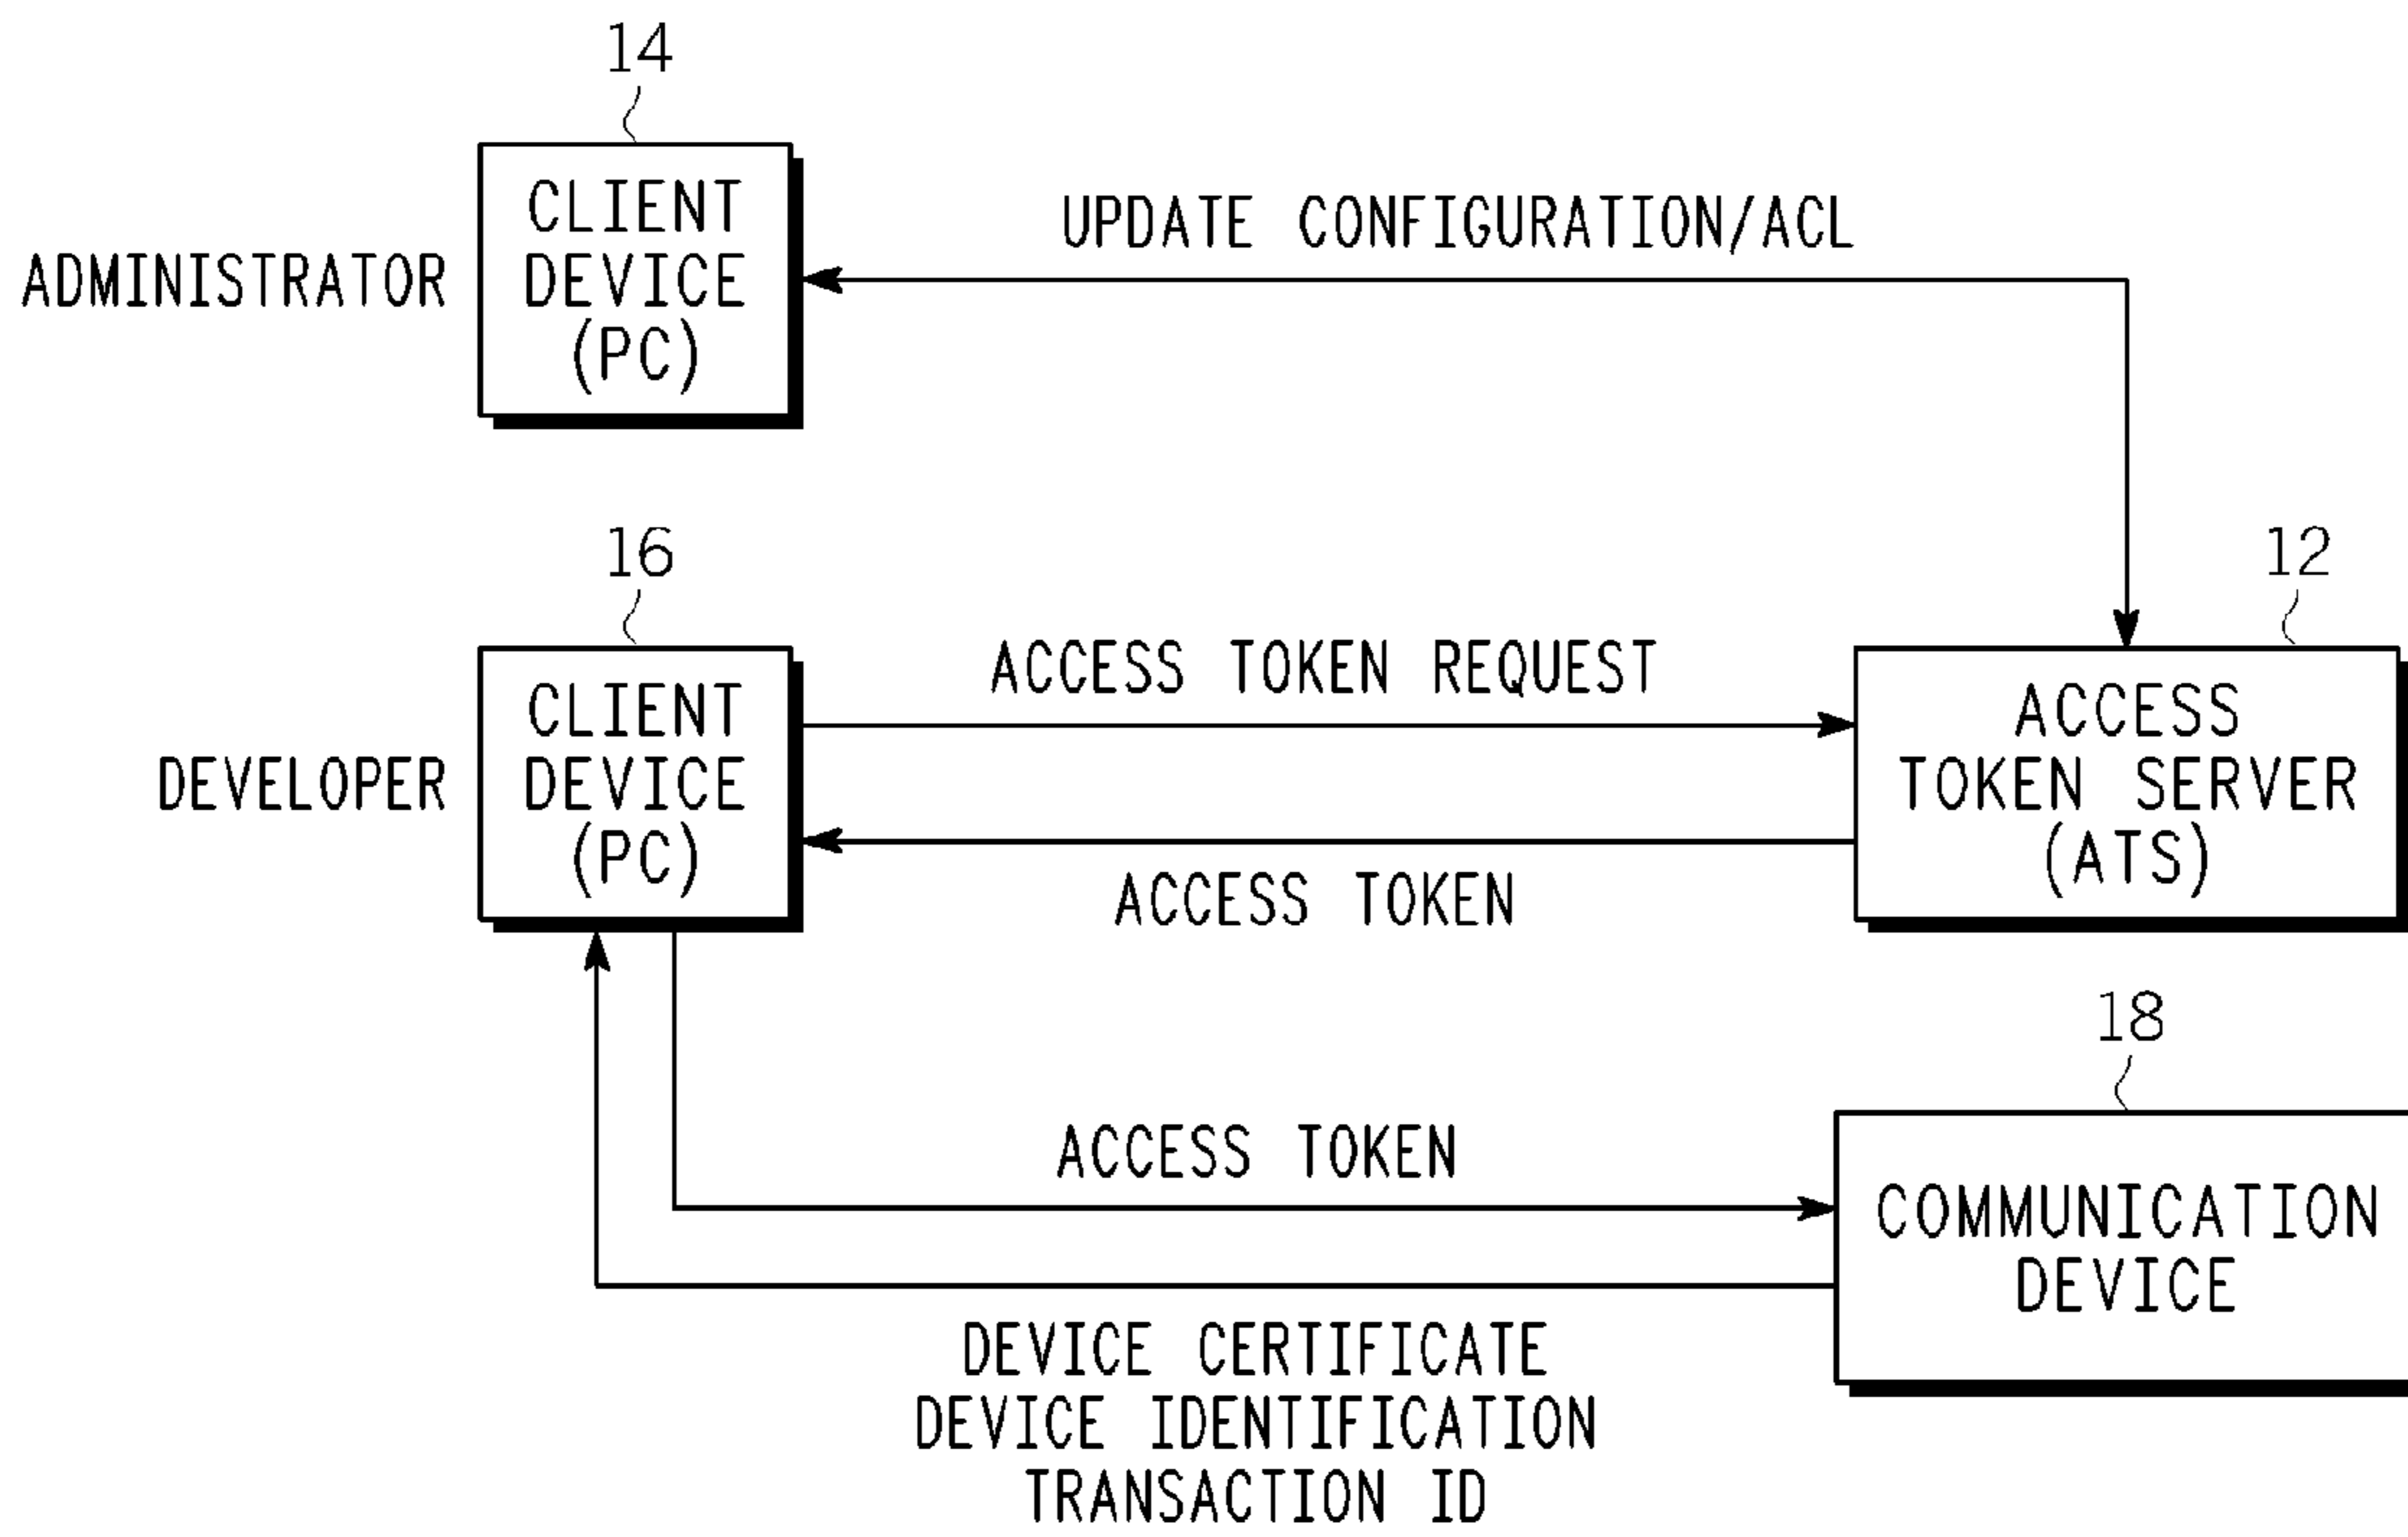 14
CLIENT
DEVICE
(PC)
ADMINISTRATOR
UPDATE CONFIGURATION/ACL
16
CLIENT
DEVICE
(PC)
DEVELOPER
ACCESS TOKEN REQUEST
ACCESS TOKEN
12
ACCESS
TOKEN SERVER
(ATS)
18
COMMUNICATION
DEVICE
ACCESS TOKEN
DEVICE CERTIFICATE
DEVICE IDENTIFICATION
TRANSACTION ID